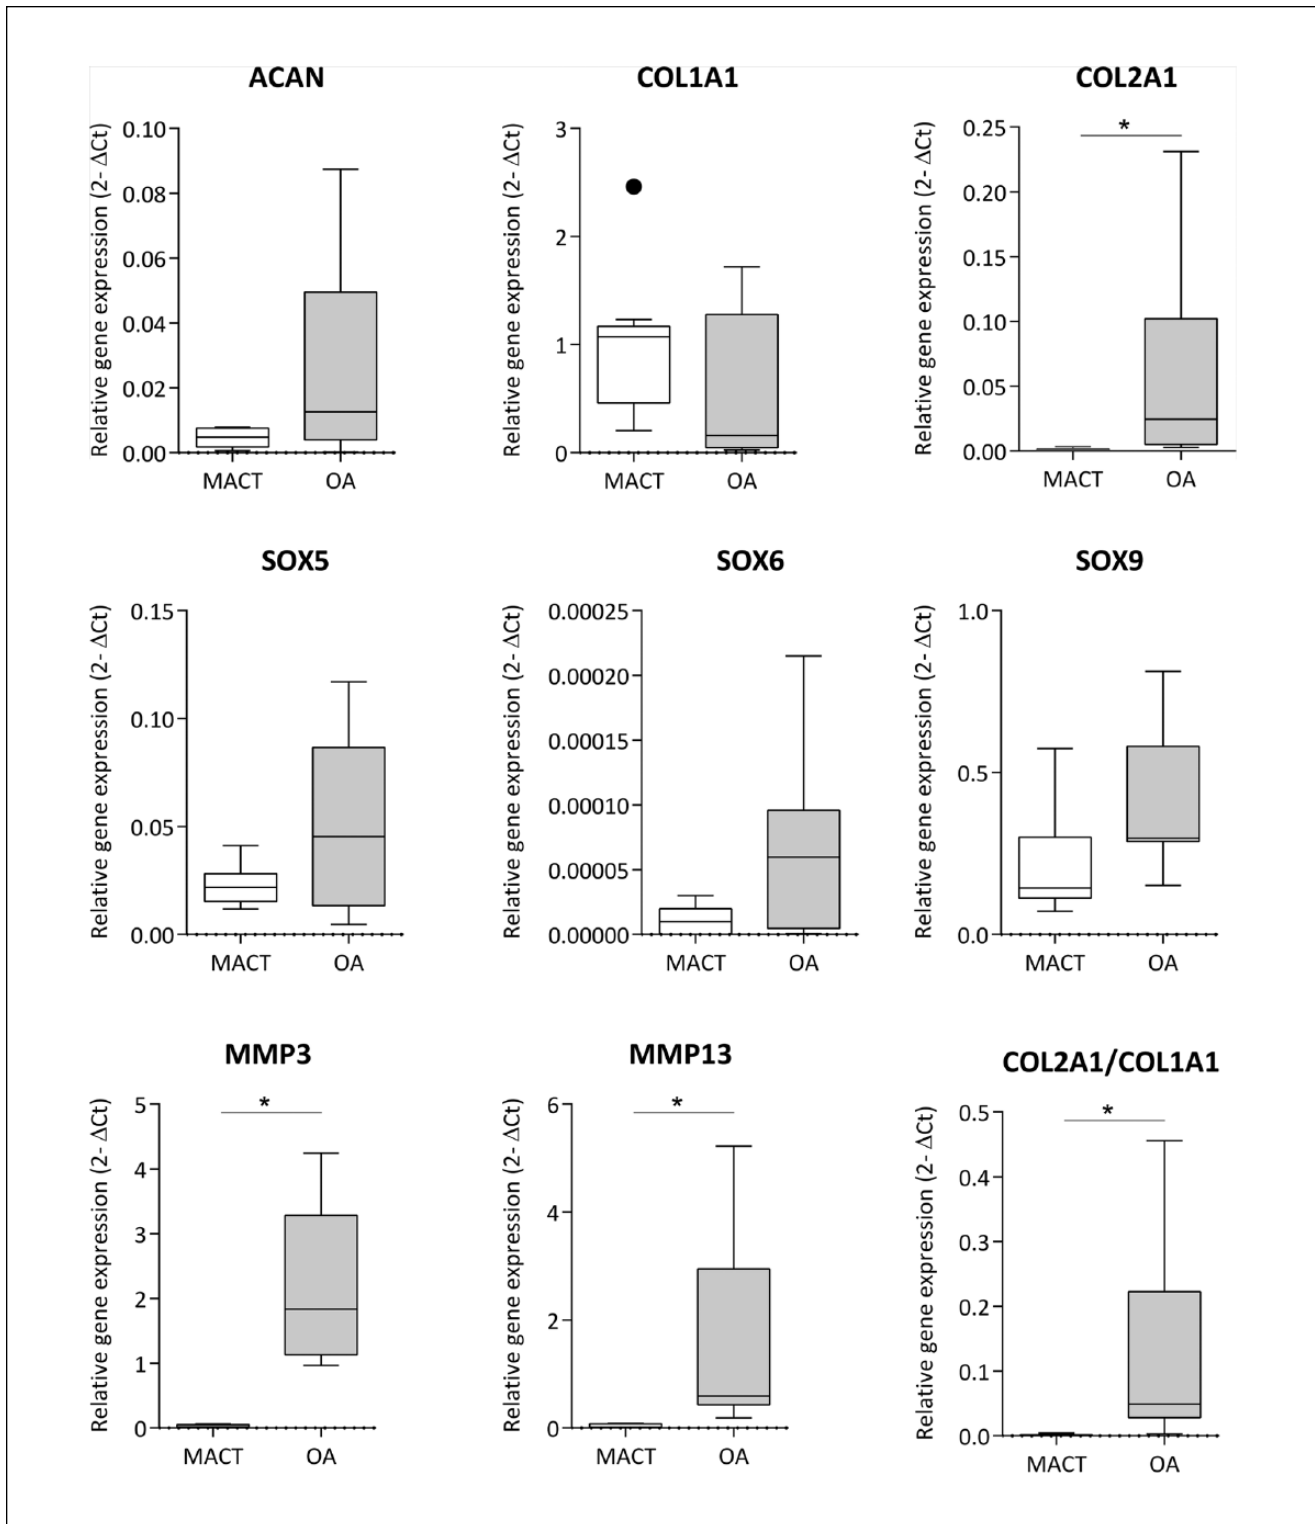 ACAN
COL1A1
COL2A1
Relative gene expression (2- ΔCt)
0.10
0.08
0.06
0.04
0.02
0.00
MACT OA
Relative gene expression (2- ΔCt)
3
2
1
0
MACT OA
Relative gene expression (2- ΔCt)
0.25
0.20
0.15
0.10
0.05
0.00
*
MACT OA
SOX5
SOX6
SOX9
Relative gene expression (2- ΔCt)
0.15
0.10
0.05
0.00
MACT OA
Relative gene expression (2- ΔCt)
0.00025
0.00020
0.00015
0.00010
0.00005
0.00000
MACT OA
Relative gene expression (2- ΔCt)
1.0
0.5
0.0
MACT OA
MMP3
MMP13
COL2A1/COL1A1
Relative gene expression (2- ΔCt)
5
4
3
2
1
0
*
MACT OA
Relative gene expression (2- ΔCt)
6
4
2
0
*
MACT OA
Relative gene expression (2- ΔCt)
0.5
0.4
0.3
0.2
0.1
0.0
*
MACT OA